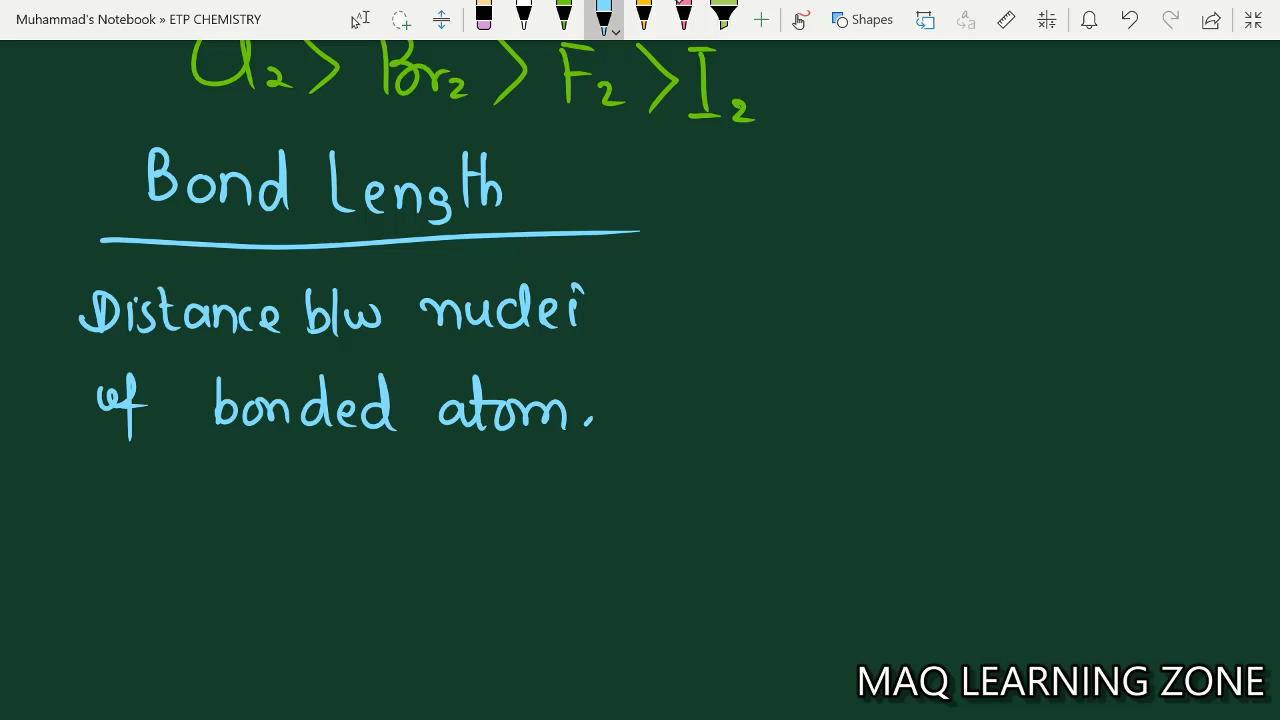 Muhammad's Notebook » ETP CHEMISTRY
Shapes
Cl2 > Br2 > F2 > I2
Bond Length
Distance b/w nuclei
of bonded atom.
MAQ LEARNING ZONE